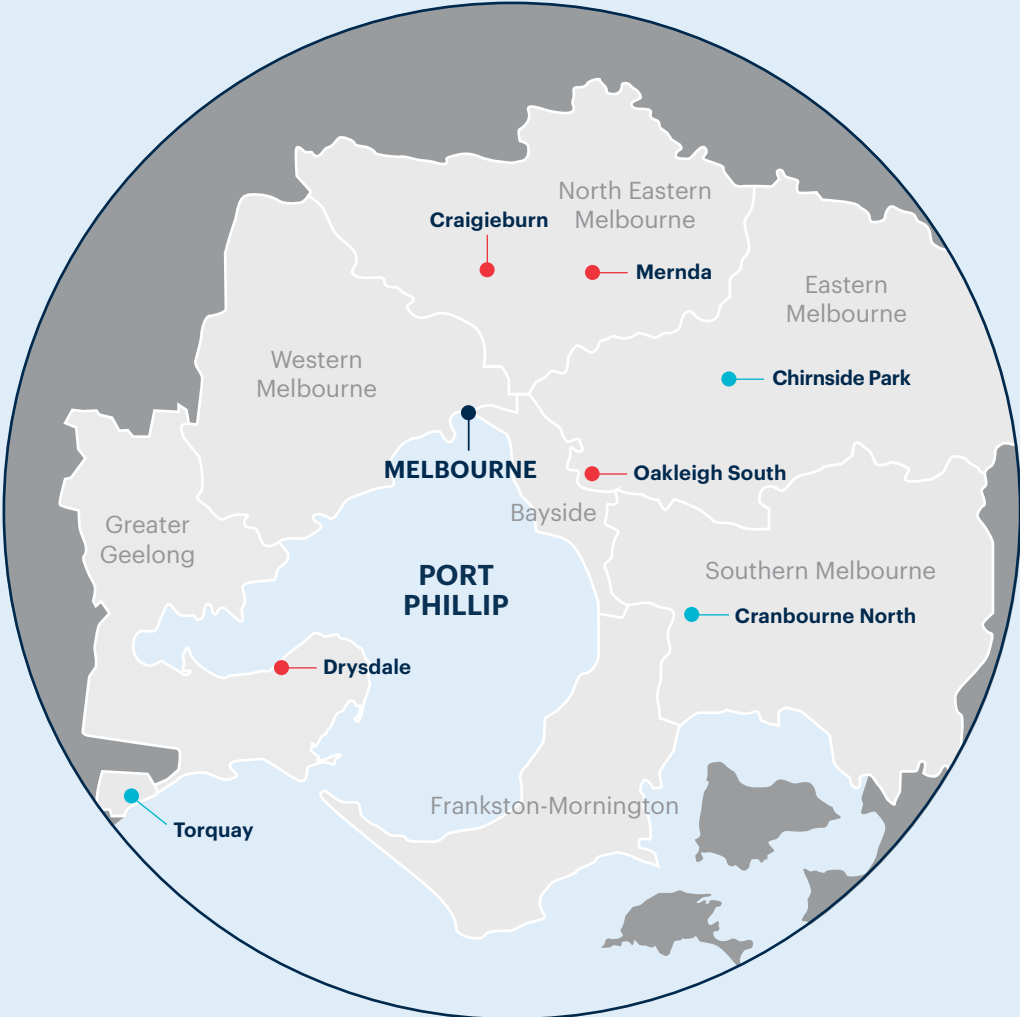 North Eastern
Melbourne
Craigieburn
Mernda
Eastern
Melbourne
Western
Melbourne
Chirnside Park
MELBOURNE
Oakleigh South
Bayside
Greater
Geelong
PORT
PHILLIP
Southern Melbourne
Cranbourne North
Drysdale
Frankston-Mornington
Torquay